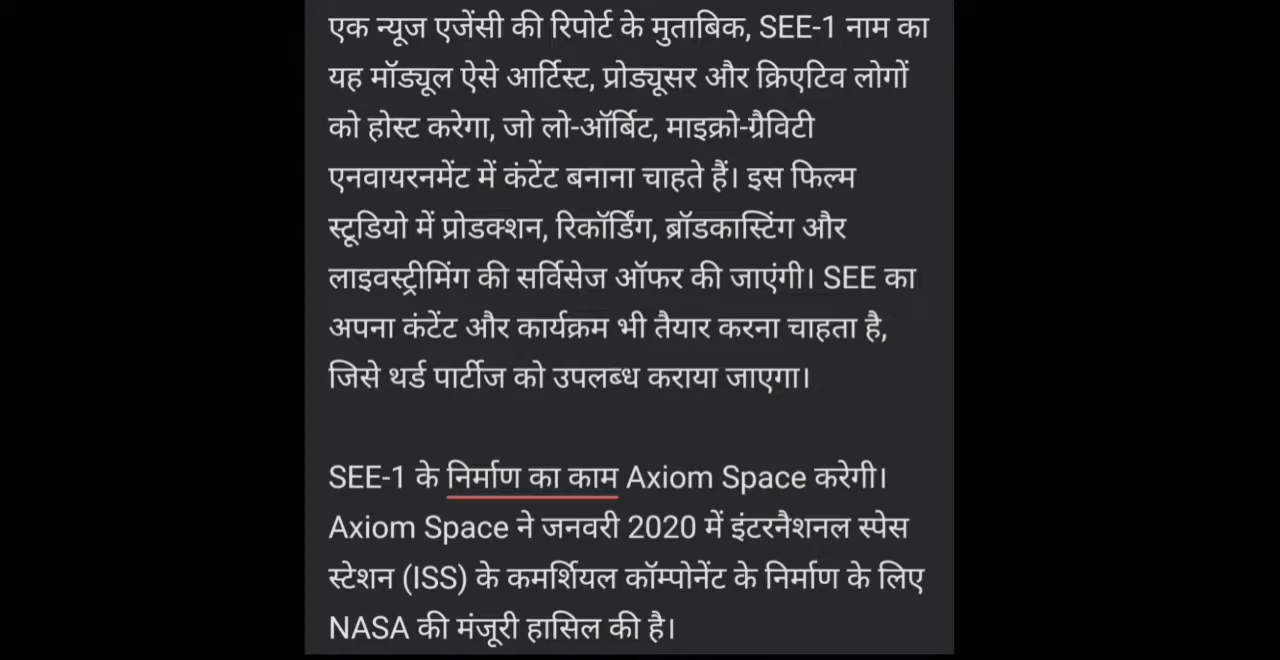 एक न्यूज एजेंसी की रिपोर्ट के मुताबिक, SEE-1 नाम का
यह मॉड्यूल ऐसे आर्टिस्ट, प्रोड्यूसर और क्रिएटिव लोगों
को होस्ट करेगा, जो लो-ऑर्बिट, माइक्रो-ग्रैविटी
एनवायरनमेंट में कंटेंट बनाना चाहते हैं। इस फिल्म
स्टूडियो में प्रोडक्शन, रिकॉर्डिंग, ब्रॉडकास्टिंग और
लाइवस्ट्रीमिंग की सर्विसेज ऑफर की जाएंगी। SEE का
अपना कंटेंट और कार्यक्रम भी तैयार करना चाहता है,
जिसे थर्ड पार्टीज को उपलब्ध कराया जाएगा।
SEE-1 के निर्माण का काम Axiom Space करेगी।
Axiom Space ने जनवरी 2020 में इंटरनैशनल स्पेस
स्टेशन (ISS) के कमर्शियल कॉम्पोनेंट के निर्माण के लिए
NASA की मंजूरी हासिल की है।